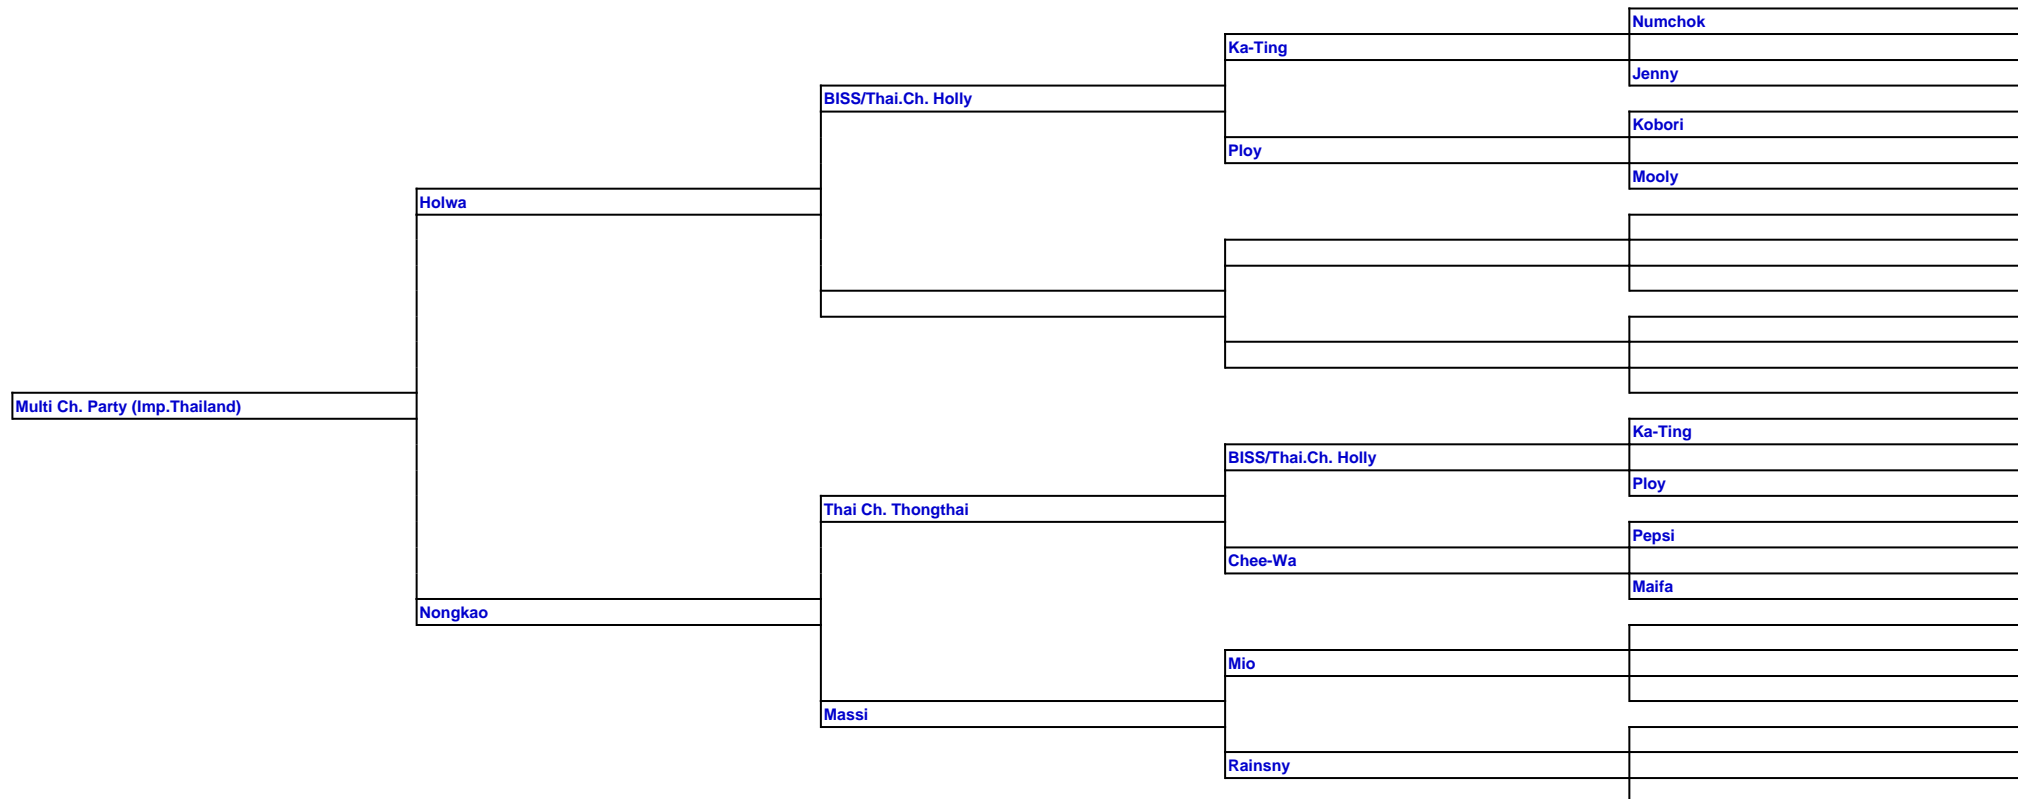 Numchok
Ka-Ting
Jenny
BISS/Thai.Ch. Holly
Kobori
Ploy
Mooly
Holwa
Multi Ch. Party (Imp.Thailand)
Ka-Ting
BISS/Thai.Ch. Holly
Ploy
Thai Ch. Thongthai
Pepsi
Chee-Wa
Maifa
Nongkao
Mio
Massi
Rainsny